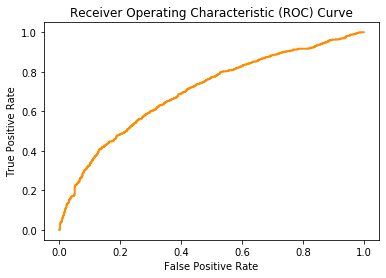 Receiver Operating Characteristic (ROC) Curve
1.0
0.8
0.6
0.4
0.2
0.0
True Positive Rate
0.0 0.2 0.4 0.6 0.8 1.0
False Positive Rate